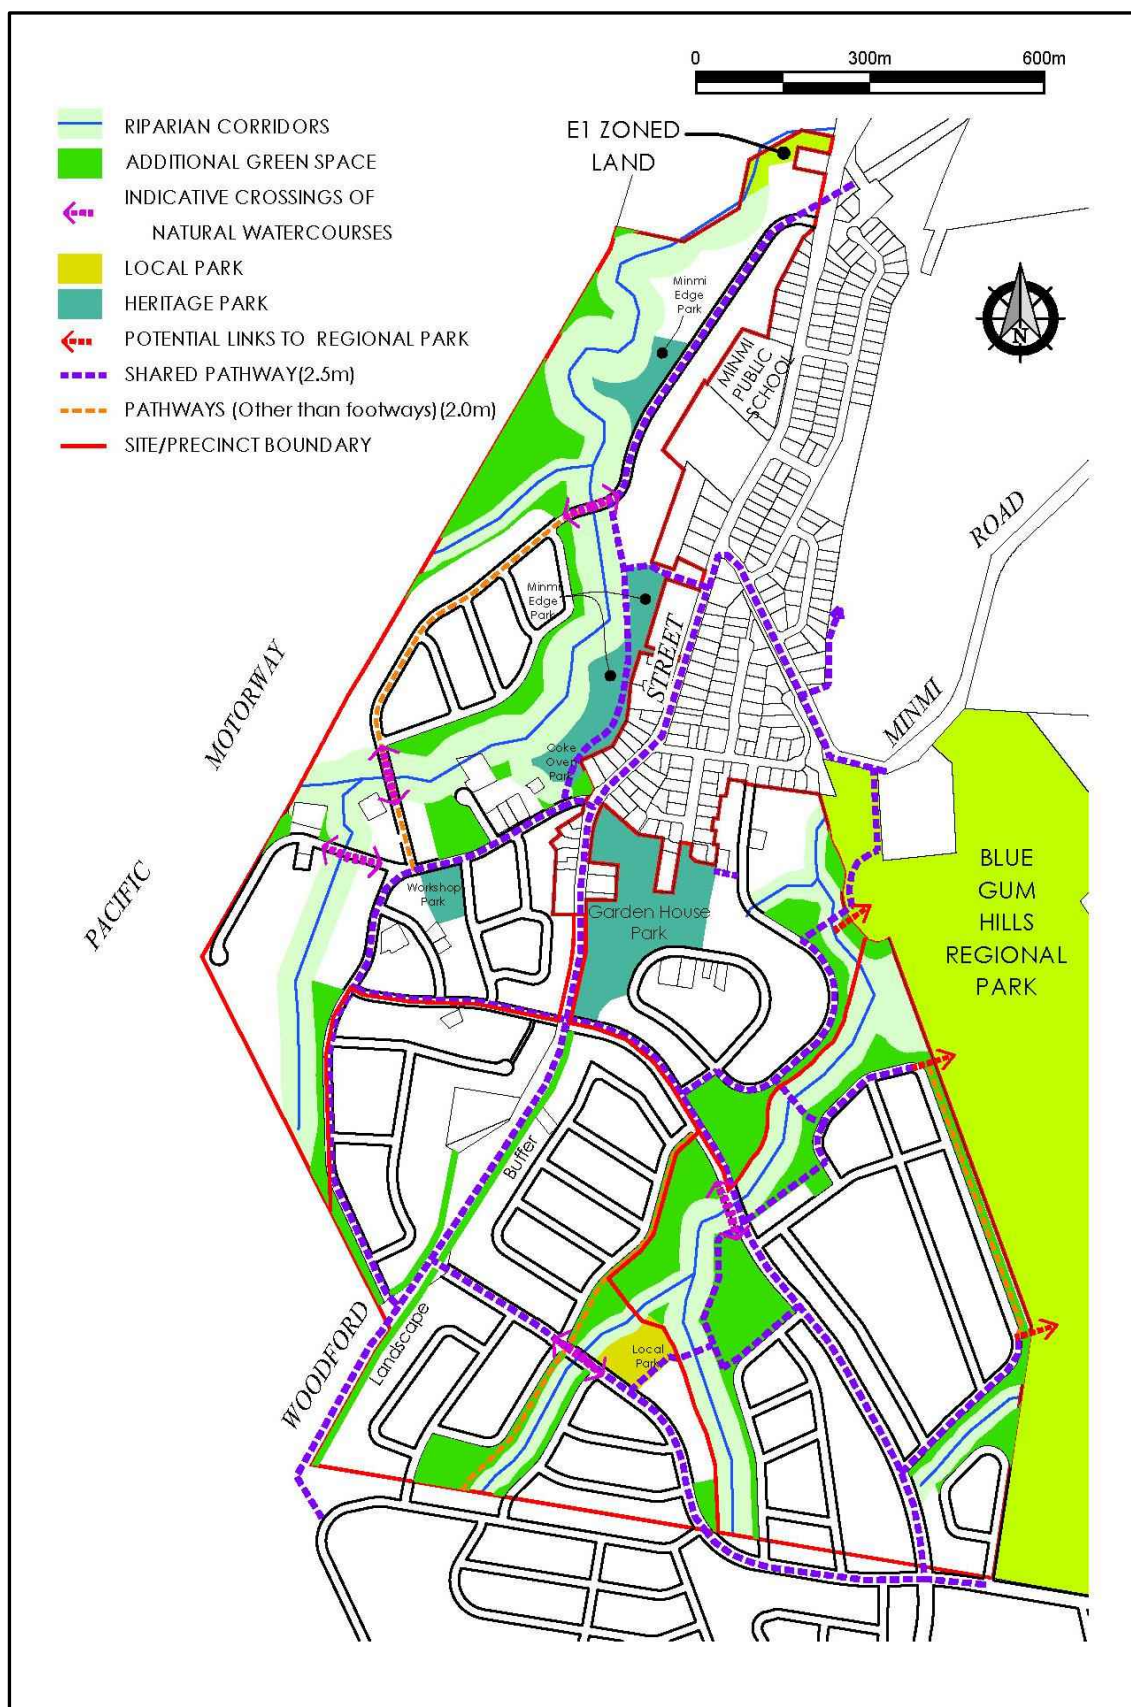 0 300m 600m
RIPARIAN CORRIDORS
ADDITIONAL GREEN SPACE
INDICATIVE CROSSINGS OF
NATURAL WATERCOURSES
LOCAL PARK
HERITAGE PARK
POTENTIAL LINKS TO REGIONAL PARK
SHARED PATHWAY(2.5m)
PATHWAYS (Other than footways)(2.0m)
SITE/PRECINCT BOUNDARY
E1 ZONED
LAND
N
Minmi
Edge
Park
MINMI
PUBLIC
SCHOOL
ROAD
MINMI
Minmi
Edge
Park
STREET
MOTORWAY
PACIFIC
Coke
Oven
Park
Workshop
Park
Garden House
Park
BLUE
GUM
HILLS
REGIONAL
PARK
Buffer
Landscape
WOODFORD
Local
Park